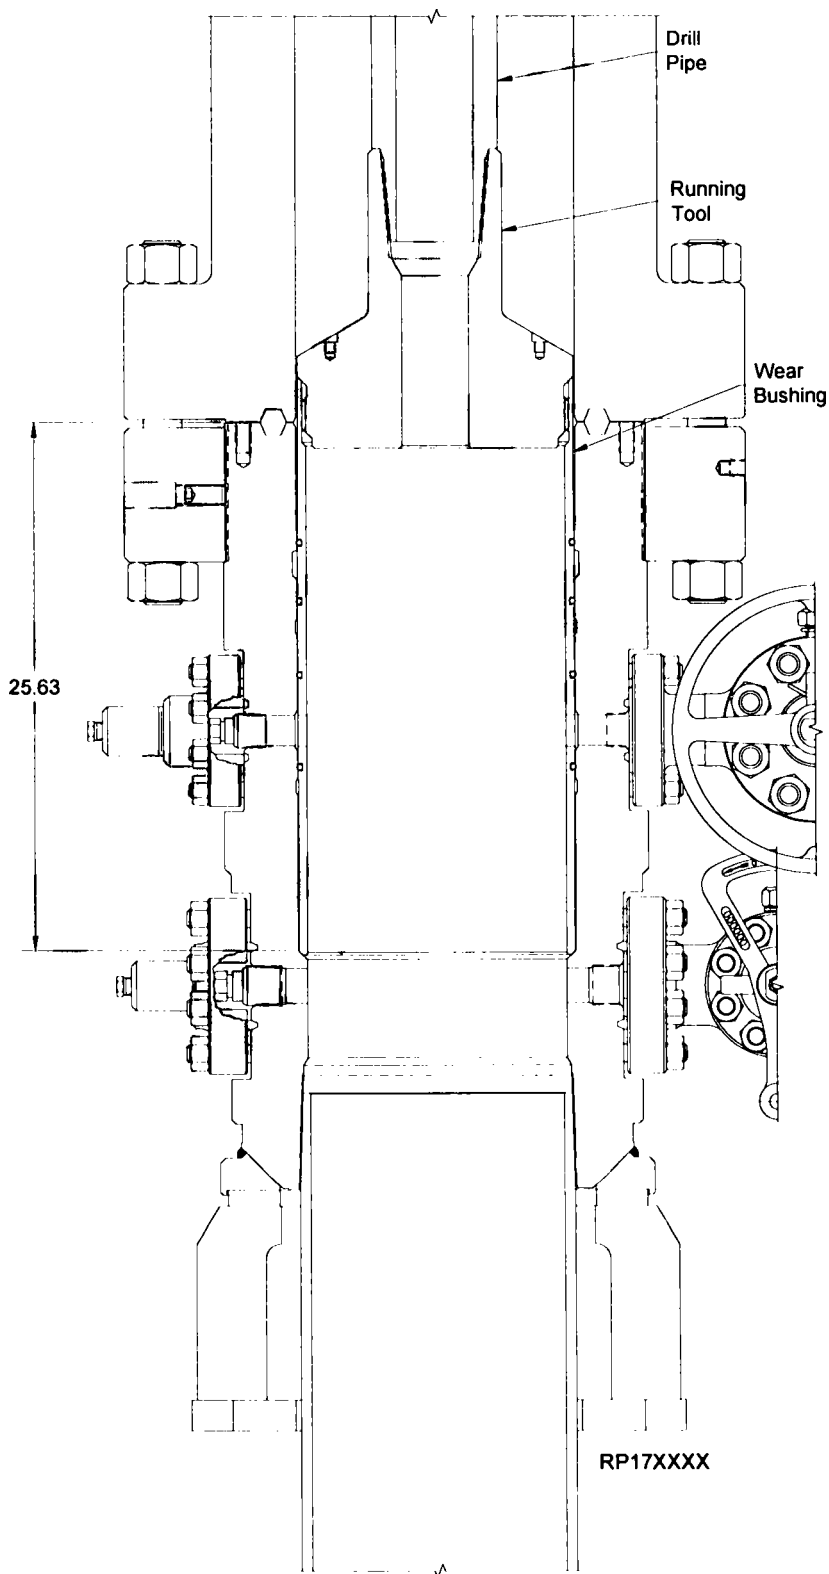 Drill
Pipe
Running
Tool
Wear
Bushing
25.63
RP17XXXX